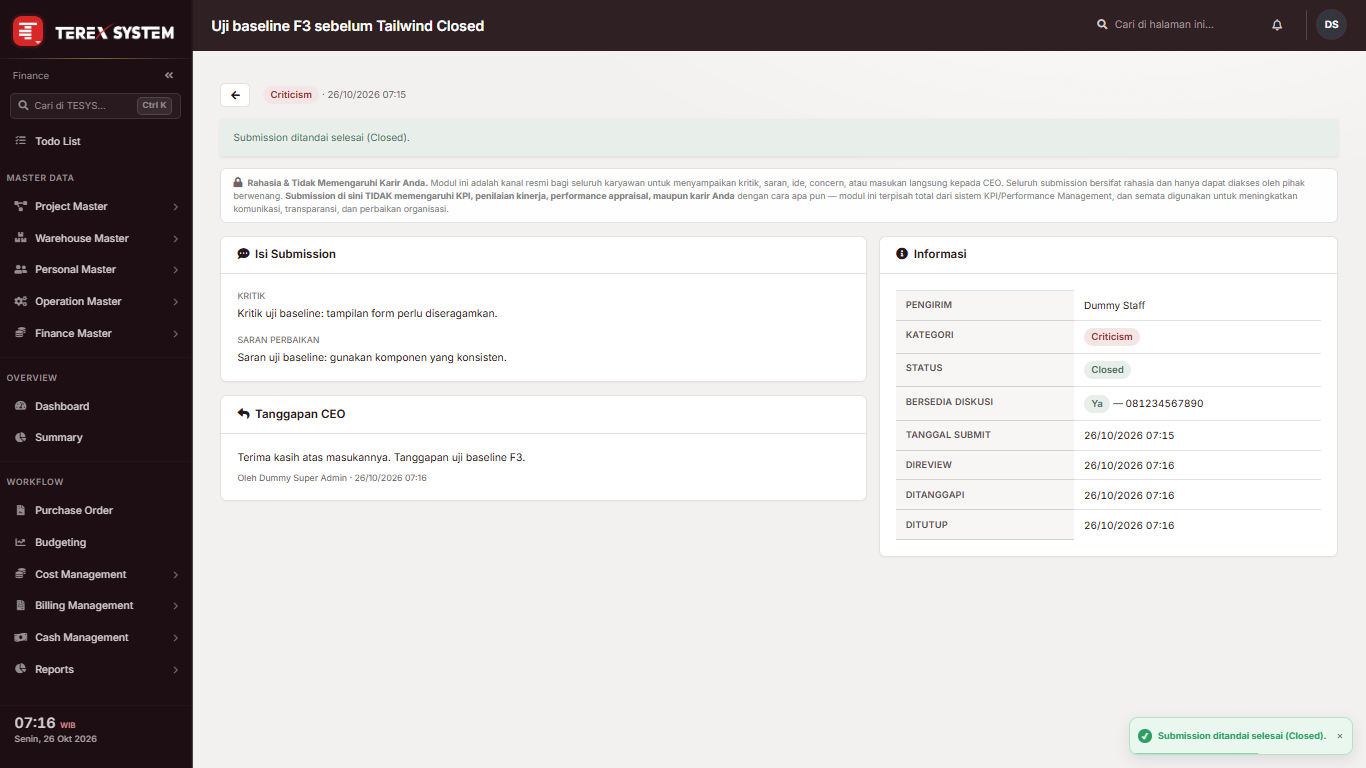 TEREX SYSTEM
Finance
Cari di TESYS... Ctrl K
Todo List
MASTER DATA
Project Master
Warehouse Master
Personal Master
Operation Master
Finance Master
OVERVIEW
Dashboard
Summary
WORKFLOW
Purchase Order
Budgeting
Cost Management
Billing Management
Cash Management
Reports
07:16 WIB
Senin, 26 Okt 2026
Uji baseline F3 sebelum Tailwind Closed
Cari di halaman ini...
DS
Criticism · 26/10/2026 07:15
Submission ditandai selesai (Closed).
Rahasia & Tidak Memengaruhi Karir Anda. Modul ini adalah kanal resmi bagi seluruh karyawan untuk menyampaikan kritik, saran, ide, concern, atau masukan langsung kepada CEO. Seluruh submission bersifat rahasia dan hanya dapat diakses oleh pihak
berwenang. Submission di sini TIDAK memengaruhi KPI, penilaian kinerja, performance appraisal, maupun karir Anda dengan cara apa pun — modul ini terpisah total dari sistem KPI/Performance Management, dan semata digunakan untuk meningkatkan
komunikasi, transparansi, dan perbaikan organisasi.
Isi Submission
KRITIK
Kritik uji baseline: tampilan form perlu diseragamkan.
SARAN PERBAIKAN
Saran uji baseline: gunakan komponen yang konsisten.
Tanggapan CEO
Terima kasih atas masukannya. Tanggapan uji baseline F3.
Oleh Dummy Super Admin · 26/10/2026 07:16
Informasi
PENGIRIM Dummy Staff
KATEGORI Criticism
STATUS Closed
BERSEDIA DISKUSI Ya — 081234567890
TANGGAL SUBMIT 26/10/2026 07:15
DIREVIEW 26/10/2026 07:16
DITANGGAPI 26/10/2026 07:16
DITUTUP 26/10/2026 07:16
Submission ditandai selesai (Closed). ×